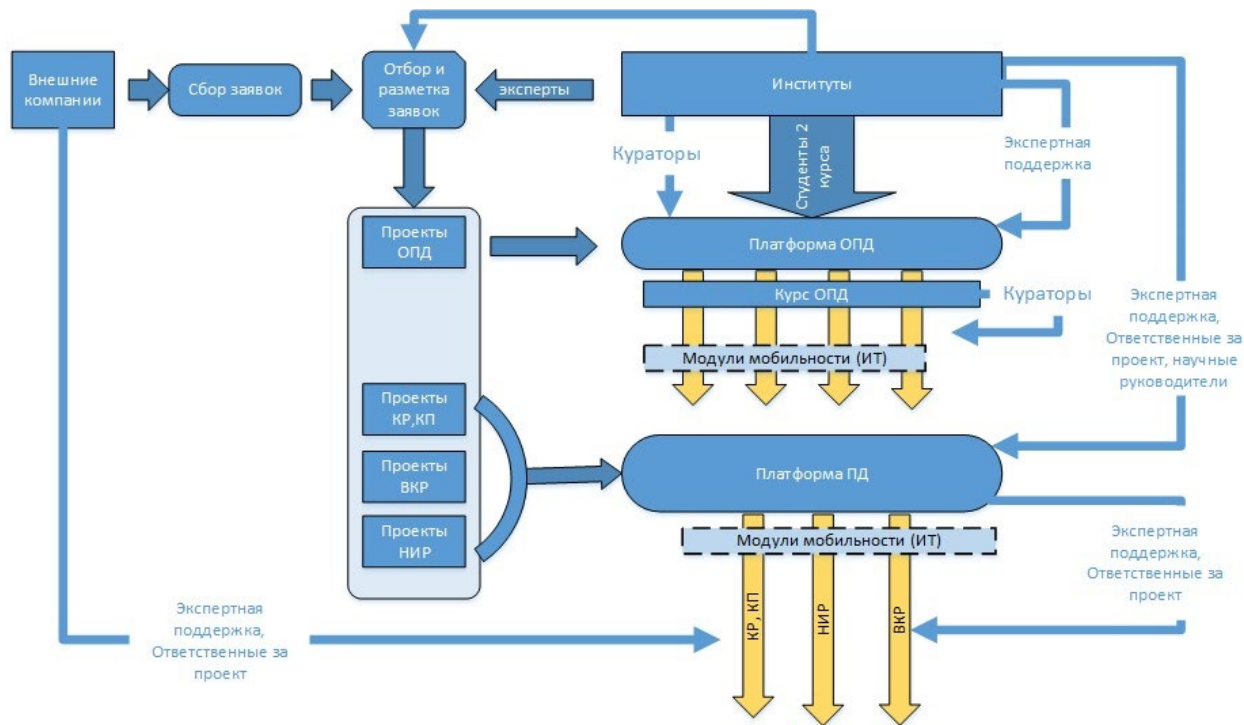 Внешние
компании
Сбор заявок
Отбор и
разметка
заявок
эксперты
Институты
Кураторы
Студенты 2
курса
Экспертная
поддержка
Проекты
ОПД
Платформа ОПД
Курс ОПД
Кураторы
Модули мобильности (ИТ)
Экспертная
поддержка,
Ответственные за
проект, научные
руководители
Проекты
КР,КП
Проекты
ВКР
Проекты
НИР
Платформа ПД
Модули мобильности (ИТ)
Экспертная
поддержка,
Ответственные за
проект
КР, КП
НИР
ВКР
Экспертная
поддержка,
Ответственные за
проект